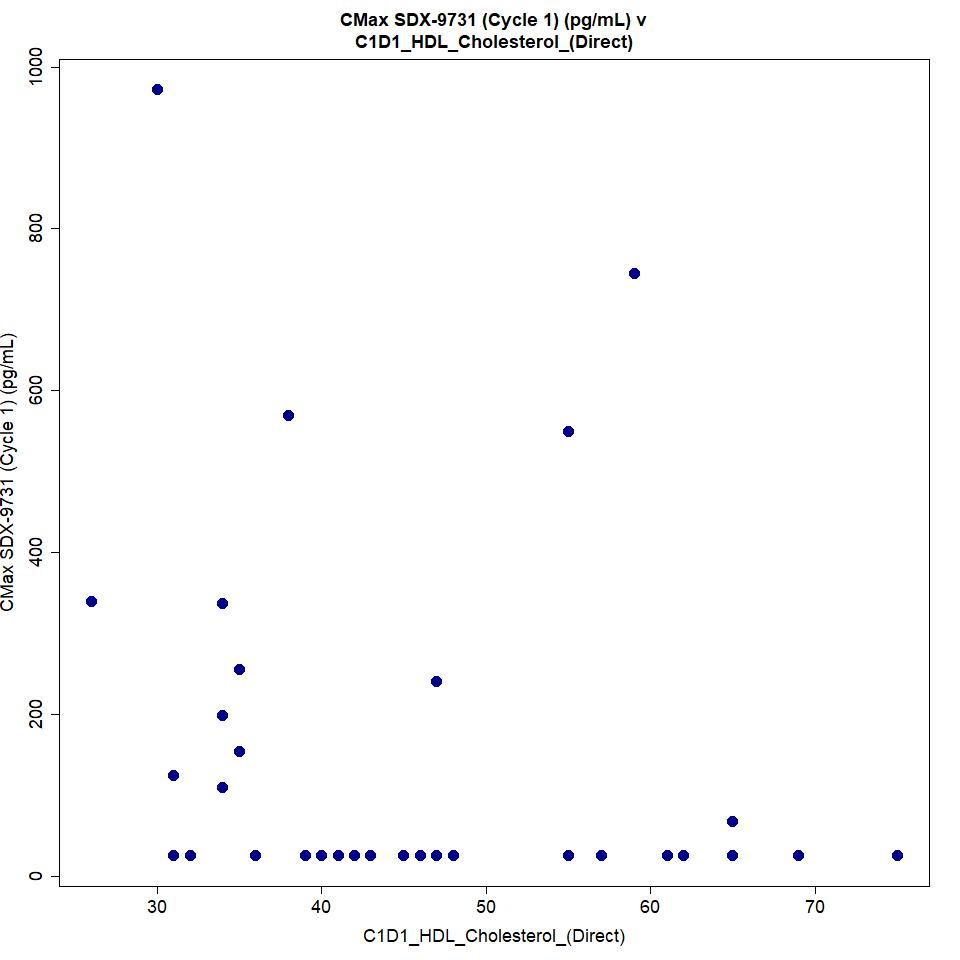 CMax SDX-9731 (Cycle 1) (pg/mL) v
C1D1_HDL_Cholesterol_(Direct)
1000
800
600
400
200
0
CMax SDX-9731 (Cycle 1) (pg/mL)
30 40 50 60 70
C1D1_HDL_Cholesterol_(Direct)